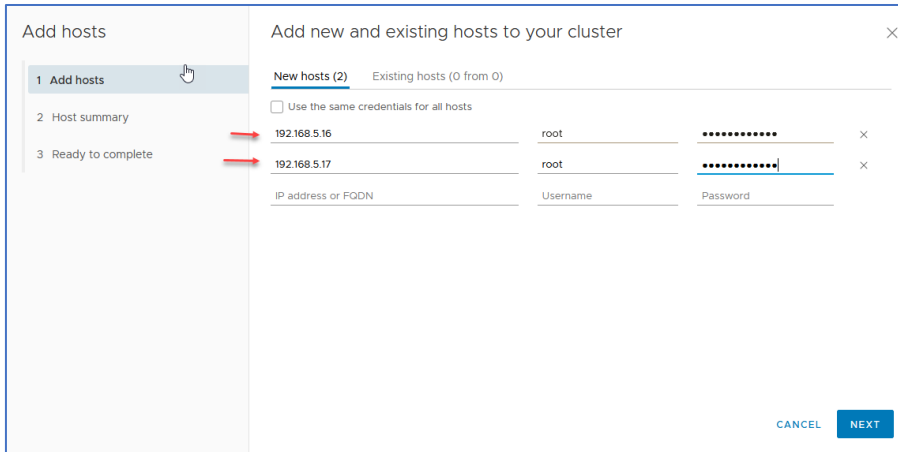 Add hosts
1 Add hosts
2 Host summary
3 Ready to complete
Add new and existing hosts to your cluster
New hosts (2) Existing hosts (0 from 0)
Use the same credentials for all hosts
192.168.5.16 root ••••••••••••
192.168.5.17 root ••••••••••••
IP address or FQDN Username Password
CANCEL NEXT